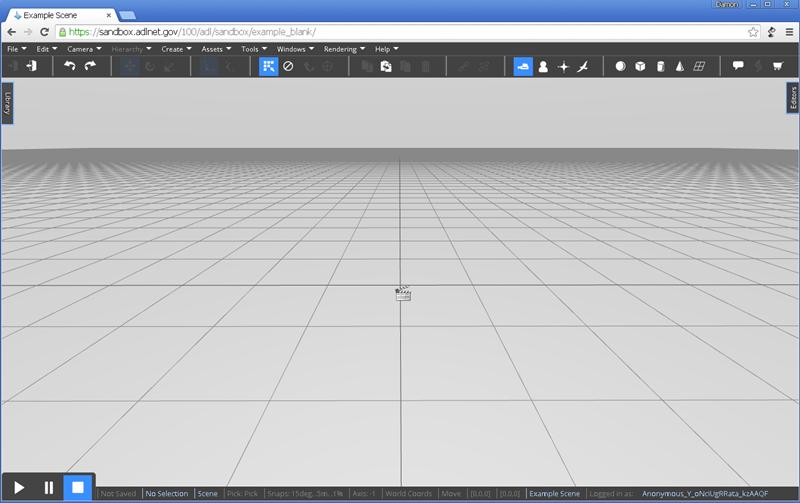 Damon
Example Scene
https://sandbox.adlnet.gov/100/adl/sandbox/example_blank/
File Edit Camera Hierarchy Create Assets Tools Windows Rendering Help
Library
Editors
Not Saved No Selection Scene Pick: Pick Snaps: 15deg, .5m, .1% Axis: -1 World Coords Move [0,0,0] [0,0,0] Example Scene Logged in as: